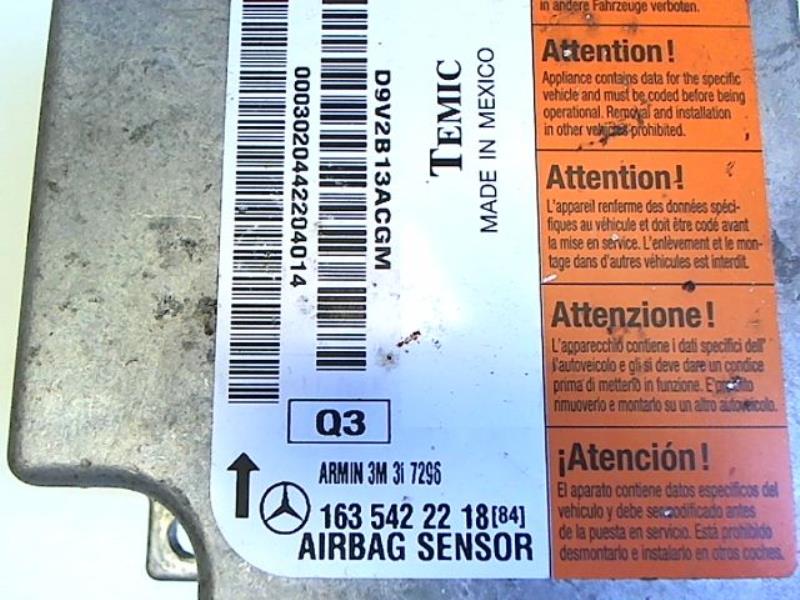 0003020442204014
D9V2B13ACGM
TEMIC
MADE IN MEXICO
Q3
ARMIN 3M 3i 7296
163 542 22 18 [84]
AIRBAG SENSOR
in andere Fahrzeuge verboten.
Attention!
Appliance contains data for the specific
vehicle and must be coded before being
operational. Removal and installation
in other vehicles prohibited.
Attention!
L'appareil renferme des données spéci-
fiques au véhicule et doit être codé avant
la mise en service. L'enlèvement et le mon-
tage dans d'autres véhicules est interdit.
Attenzione!
L'apparecchio contiene i dati specifici dell'
l'autoveicolo e gli si deve dare un condice
prima di metterlo in funzione. E'proibito
rimuoverlo e montarlo su un altro autoveicolo.
¡Atención!
El aparato contiene datos específicos del
vehículo y debe ser modificado antes
de la puesta en servicio. Está prohibido
desmontarlo e instalarlo en otros coches.